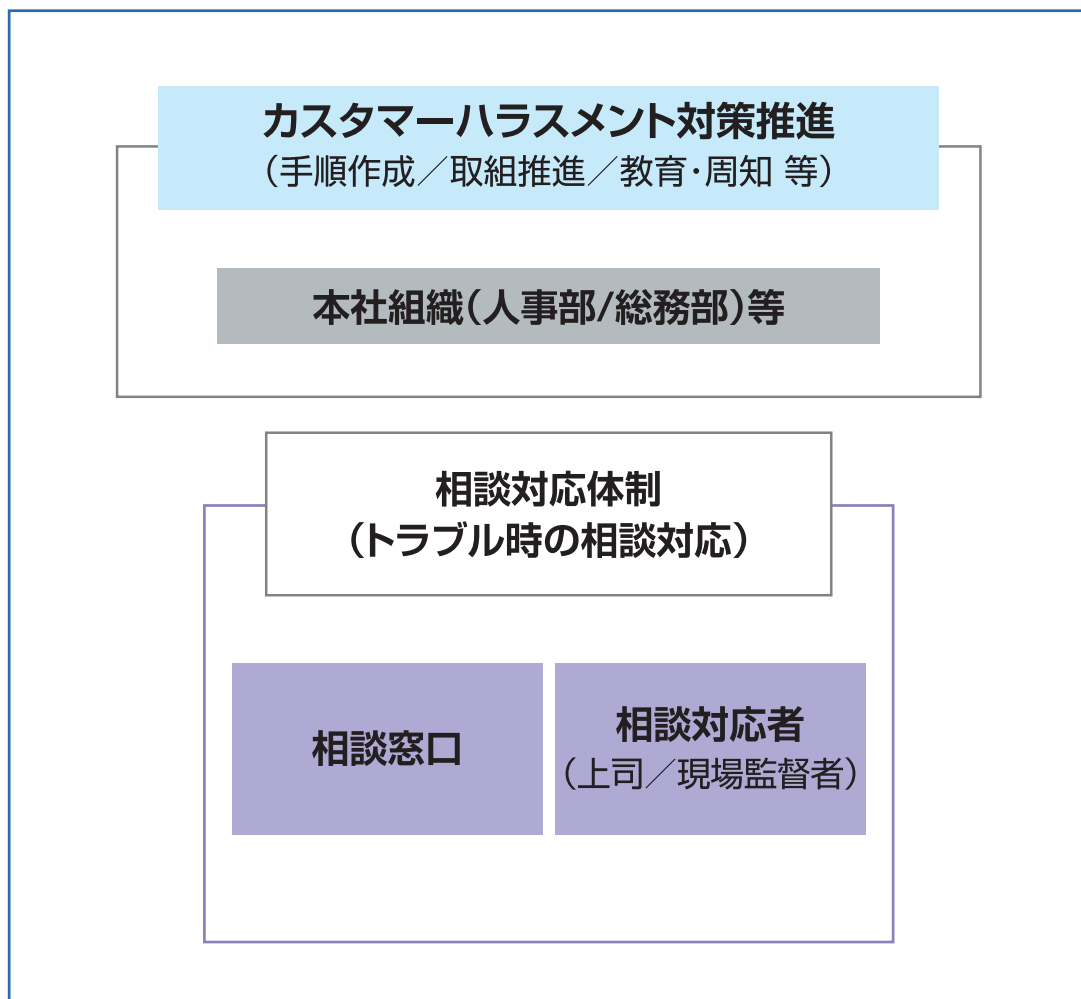 カスタマーハラスメント対策推進
（手順作成／取組推進／教育・周知 等）
本社組織（人事部/総務部）等
相談対応体制
（トラブル時の相談対応）
相談窓口
相談対応者
（上司／現場監督者）